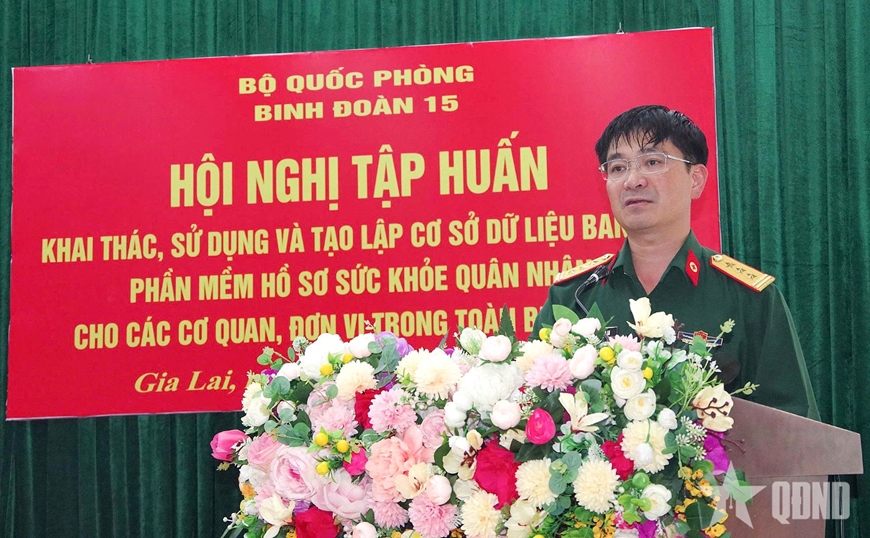 BỘ QUỐC PHÒNG
BINH ĐOÀN 15
HỘI NGHỊ TẬP HUẤN
KHAI THÁC, SỬ DỤNG VÀ TẠO LẬP CƠ SỞ DỮ LIỆU BAN
PHẦN MỀM HỒ SƠ SỨC KHỎE QUÂN NHÂN
CHO CÁC CƠ QUAN, ĐƠN VỊ TRONG TOÀN
Gia Lai,
QĐND